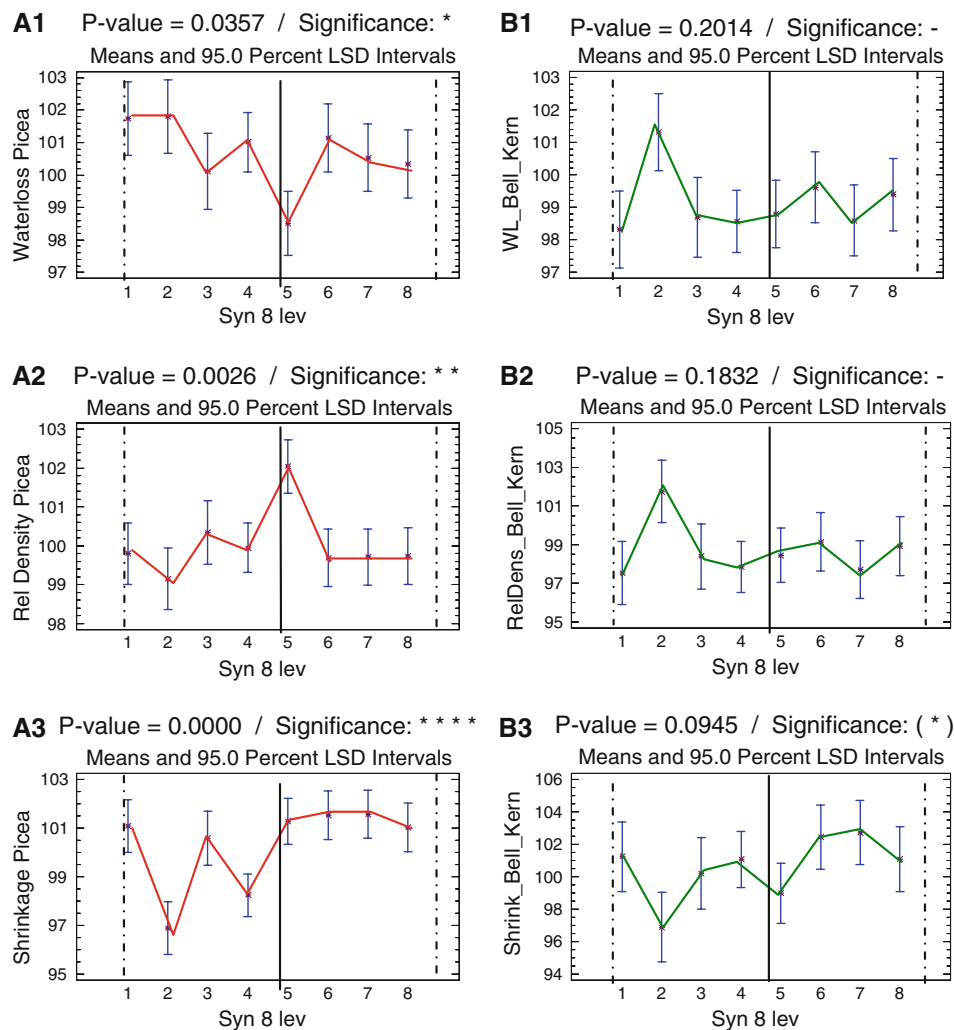 A1 P-value = 0.0357 / Significance: *
Means and 95.0 Percent LSD Intervals
Waterloss Picea
103
102
101
100
99
98
97
1 2 3 4 5 6 7 8
Syn 8 lev
B1 P-value = 0.2014 / Significance: -
Means and 95.0 Percent LSD Intervals
WL_Bell_Kern
103
102
101
100
99
98
97
1 2 3 4 5 6 7 8
Syn 8 lev
A2 P-value = 0.0026 / Significance: * *
Means and 95.0 Percent LSD Intervals
Rel Density Picea
103
102
101
100
99
98
1 2 3 4 5 6 7 8
Syn 8 lev
B2 P-value = 0.1832 / Significance: -
Means and 95.0 Percent LSD Intervals
RelDens_Bell_Kern
105
103
101
99
97
95
1 2 3 4 5 6 7 8
Syn 8 lev
A3 P-value = 0.0000 / Significance: * * * *
Means and 95.0 Percent LSD Intervals
Shrinkage Picea
103
101
99
97
95
1 2 3 4 5 6 7 8
Syn 8 lev
B3 P-value = 0.0945 / Significance: ( * )
Means and 95.0 Percent LSD Intervals
Shrink_Bell_Kern
106
104
102
100
98
96
94
1 2 3 4 5 6 7 8
Syn 8 lev